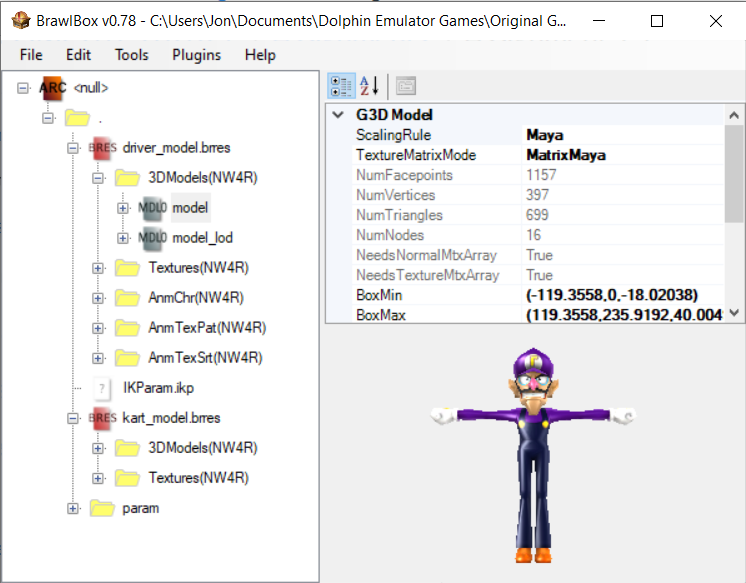 BrawlBox v0.78 - C:\Users\Jon\Documents\Dolphin Emulator Games\Original G...
File Edit Tools Plugins Help
ARC <null>
.
BRES driver_model.brres
3DModels(NW4R)
MDL0 model
MDL0 model_lod
Textures(NW4R)
AnmChr(NW4R)
AnmTexPat(NW4R)
AnmTexSrt(NW4R)
? IKParam.ikp
BRES kart_model.brres
3DModels(NW4R)
Textures(NW4R)
param
A Z
G3D Model
ScalingRule Maya
TextureMatrixMode MatrixMaya
NumFacepoints 1157
NumVertices 397
NumTriangles 699
NumNodes 16
NeedsNormalMtxArray True
NeedsTextureMtxArray True
BoxMin (-119.3558,0,-18.02038)
BoxMax (119.3558,235.9192,40.004